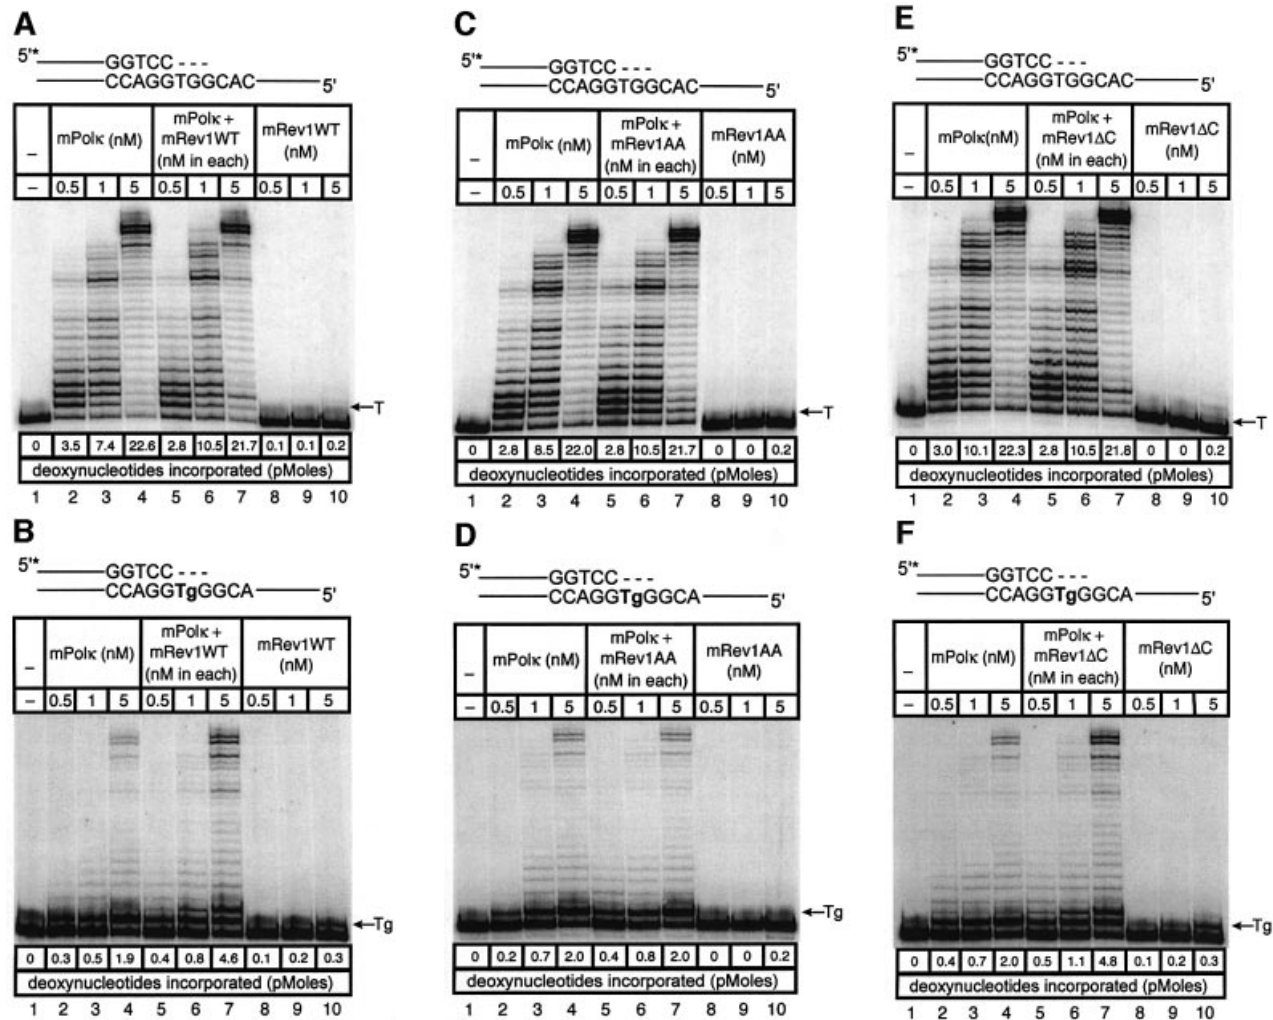 A
5'* GGTCC ---
CCAGGTGGCAC 5'
– mPolκ (nM) mPolκ + mRev1WT (nM in each) mRev1WT (nM)
– 0.5 1 5 0.5 1 5 0.5 1 5
←T
0 3.5 7.4 22.6 2.8 10.5 21.7 0.1 0.1 0.2
deoxynucleotides incorporated (pMoles)
1 2 3 4 5 6 7 8 9 10
C
5'* GGTCC ---
CCAGGTGGCAC 5'
– mPolκ (nM) mPolκ + mRev1AA (nM in each) mRev1AA (nM)
– 0.5 1 5 0.5 1 5 0.5 1 5
←T
0 2.8 8.5 22.0 2.8 10.5 21.7 0 0 0.2
deoxynucleotides incorporated (pMoles)
1 2 3 4 5 6 7 8 9 10
E
5'* GGTCC ---
CCAGGTGGCAC 5'
– mPolκ(nM) mPolκ + mRev1ΔC (nM in each) mRev1ΔC (nM)
– 0.5 1 5 0.5 1 5 0.5 1 5
←T
0 3.0 10.1 22.3 2.8 10.5 21.8 0 0 0.2
deoxynucleotides incorporated (pMoles)
1 2 3 4 5 6 7 8 9 10
B
5'* GGTCC ---
CCAGGTgGGCA 5'
– mPolκ (nM) mPolκ + mRev1WT (nM in each) mRev1WT (nM)
– 0.5 1 5 0.5 1 5 0.5 1 5
←Tg
0 0.3 0.5 1.9 0.4 0.8 4.6 0.1 0.2 0.3
deoxynucleotides incorporated (pMoles)
1 2 3 4 5 6 7 8 9 10
D
5'* GGTCC ---
CCAGGTgGGCA 5'
– mPolκ (nM) mPolκ + mRev1AA (nM in each) mRev1AA (nM)
– 0.5 1 5 0.5 1 5 0.5 1 5
←Tg
0 0.2 0.7 2.0 0.4 0.8 2.0 0 0 0.2
deoxynucleotides incorporated (pMoles)
1 2 3 4 5 6 7 8 9 10
F
5'* GGTCC ---
CCAGGTgGGCA 5'
– mPolκ (nM) mPolκ + mRev1ΔC (nM in each) mRev1ΔC (nM)
– 0.5 1 5 0.5 1 5 0.5 1 5
←Tg
0 0.4 0.7 2.0 0.5 1.1 4.8 0.1 0.2 0.3
deoxynucleotides incorporated (pMoles)
1 2 3 4 5 6 7 8 9 10